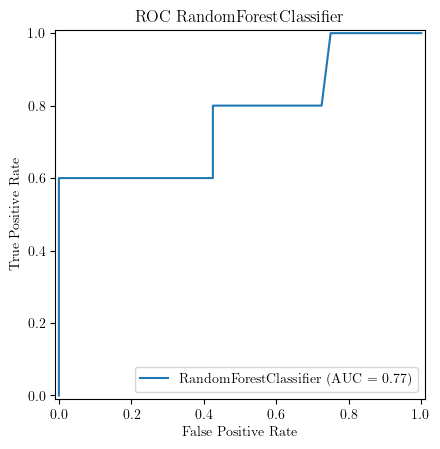 ROC RandomForestClassifier
1.0
0.8
0.6
0.4
0.2
0.0
True Positive Rate
RandomForestClassifier (AUC = 0.77)
0.0 0.2 0.4 0.6 0.8 1.0
False Positive Rate